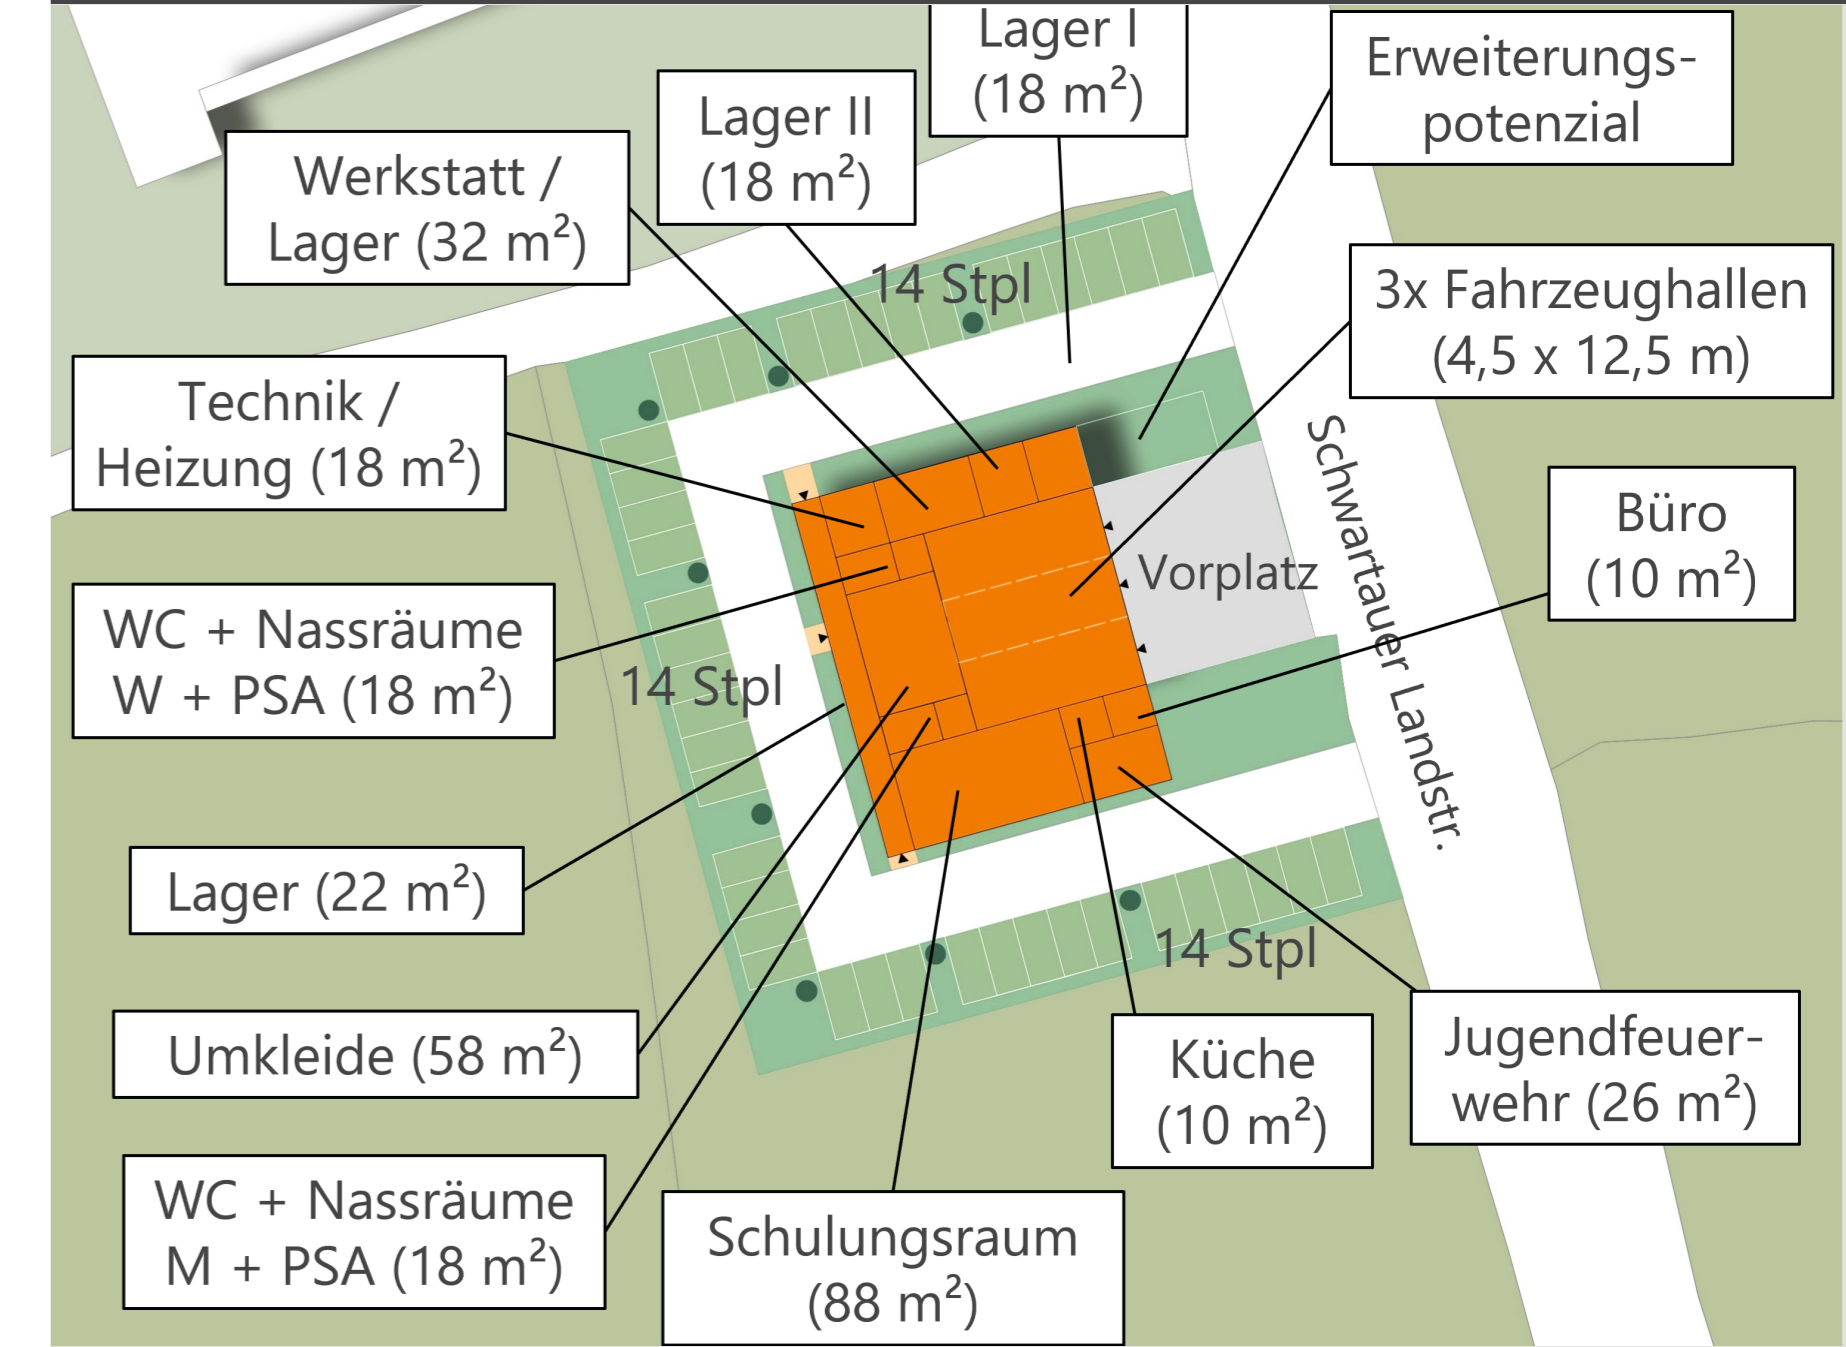 Lager I
(18 m²)
Erweiterungs-
potenzial
Lager II
(18 m²)
Werkstatt /
Lager (32 m²)
14 Stpl
3x Fahrzeughallen
(4,5 x 12,5 m)
Technik /
Heizung (18 m²)
Schwartauer Landstr.
Büro
(10 m²)
Vorplatz
WC + Nassräume
W + PSA (18 m²)
14 Stpl
Lager (22 m²)
14 Stpl
Umkleide (58 m²)
Küche
(10 m²)
Jugendfeuer-
wehr (26 m²)
WC + Nassräume
M + PSA (18 m²)
Schulungsraum
(88 m²)